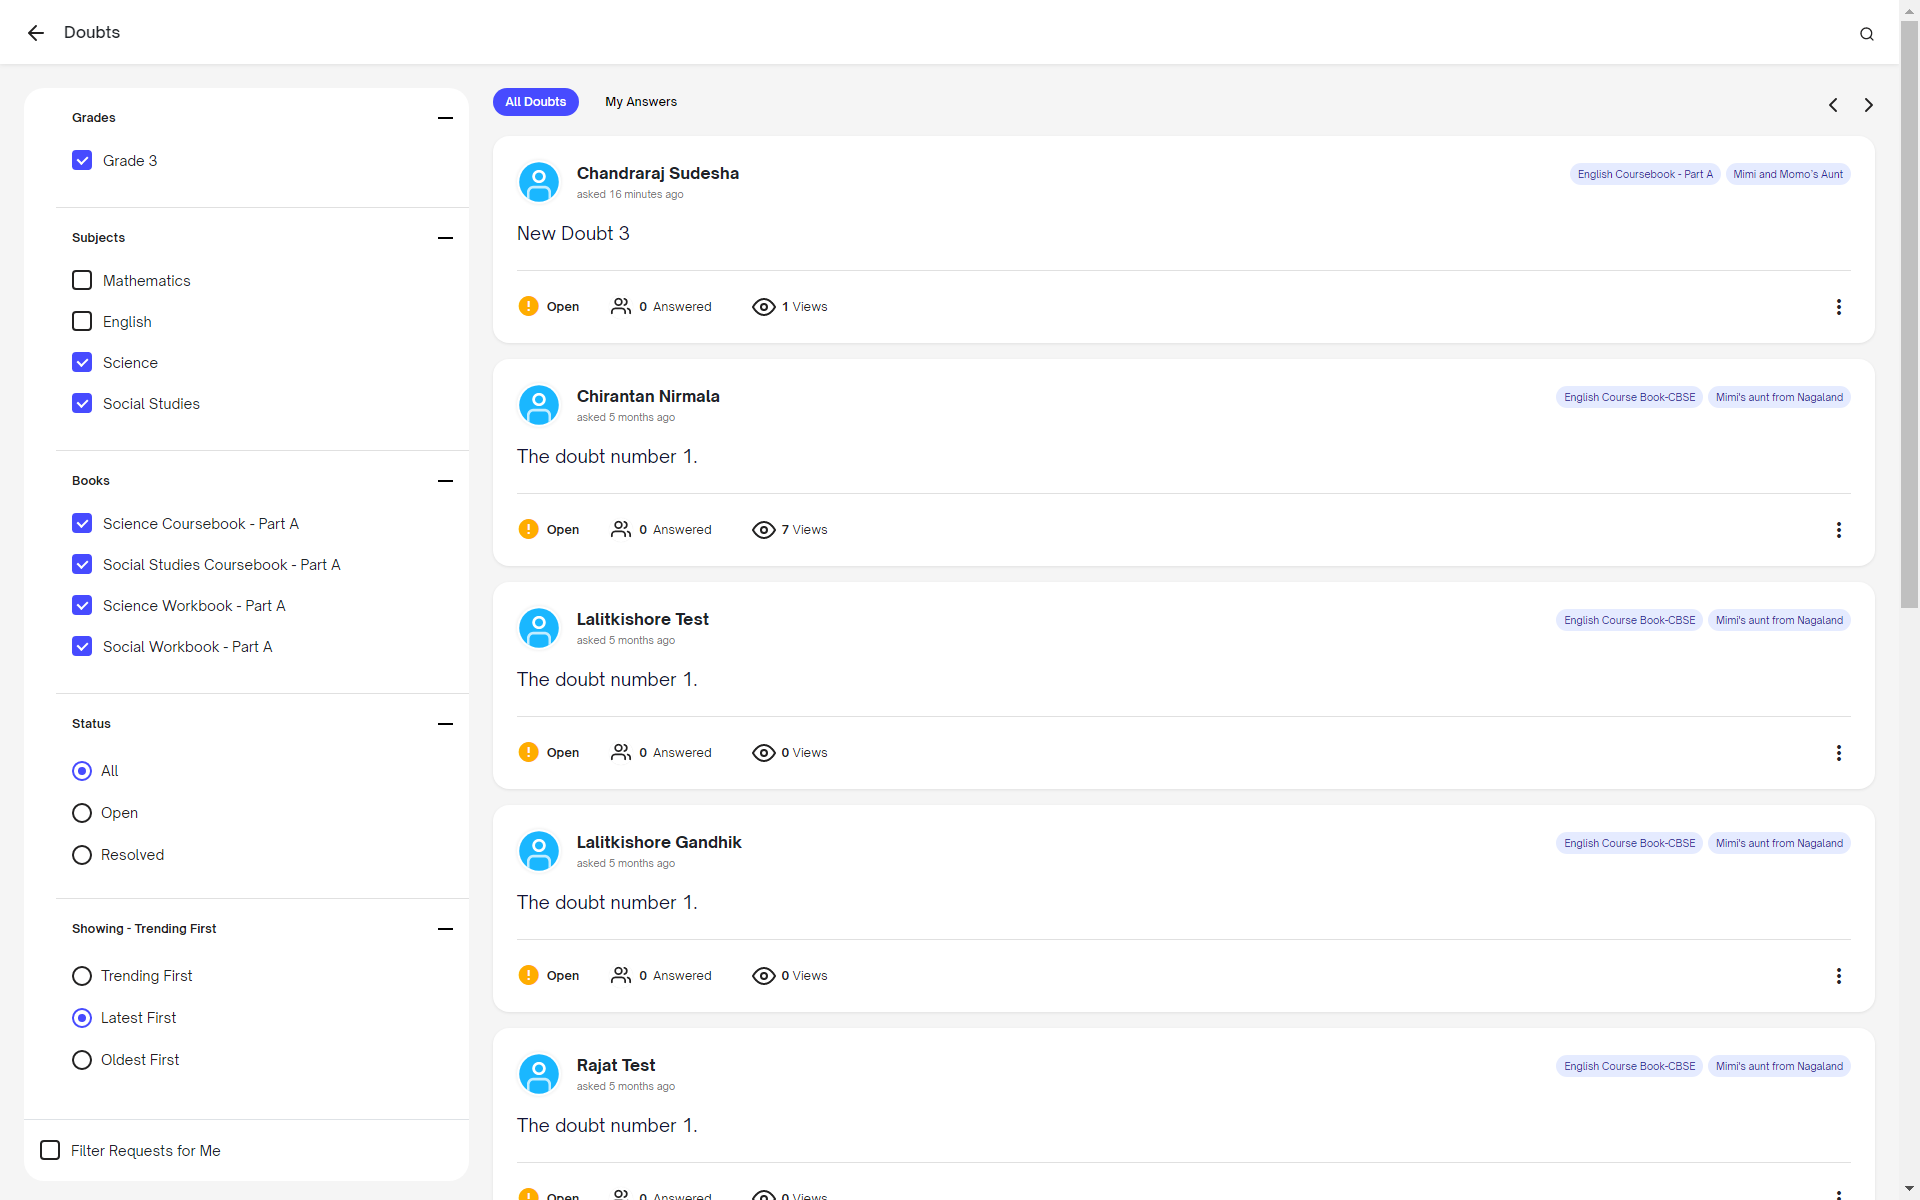 Doubts
Grades
Grade 3
Subjects
Mathematics
English
Science
Social Studies
Books
Science Coursebook - Part A
Social Studies Coursebook - Part A
Science Workbook - Part A
Social Workbook - Part A
Status
All
Open
Resolved
Showing - Trending First
Trending First
Latest First
Oldest First
Filter Requests for Me
All Doubts My Answers
Chandraraj Sudesha English Coursebook - Part A Mimi and Momo's Aunt
asked 16 minutes ago
New Doubt 3
Open 0 Answered 1 Views
Chirantan Nirmala English Course Book-CBSE Mimi's aunt from Nagaland
asked 5 months ago
The doubt number 1.
Open 0 Answered 7 Views
Lalitkishore Test English Course Book-CBSE Mimi's aunt from Nagaland
asked 5 months ago
The doubt number 1.
Open 0 Answered 0 Views
Lalitkishore Gandhik English Course Book-CBSE Mimi's aunt from Nagaland
asked 5 months ago
The doubt number 1.
Open 0 Answered 0 Views
Rajat Test English Course Book-CBSE Mimi's aunt from Nagaland
asked 5 months ago
The doubt number 1.
Open 0 Answered 0 Views